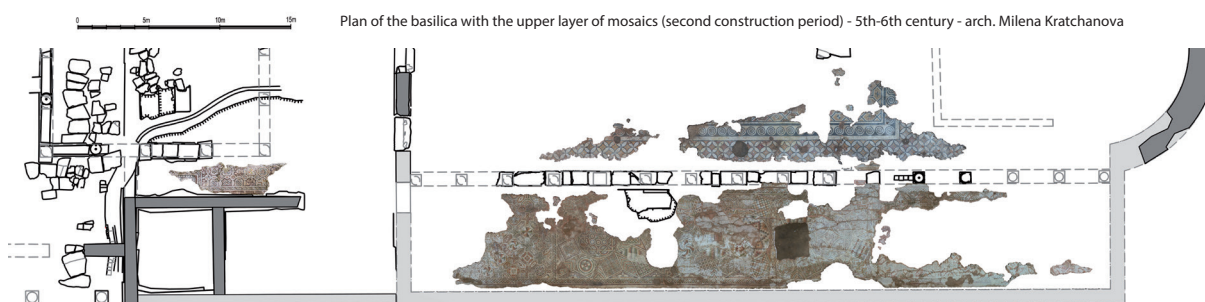 0 5m 10m 15m
Plan of the basilica with the upper layer of mosaics (second construction period) - 5th-6th century - arch. Milena Kratchanova